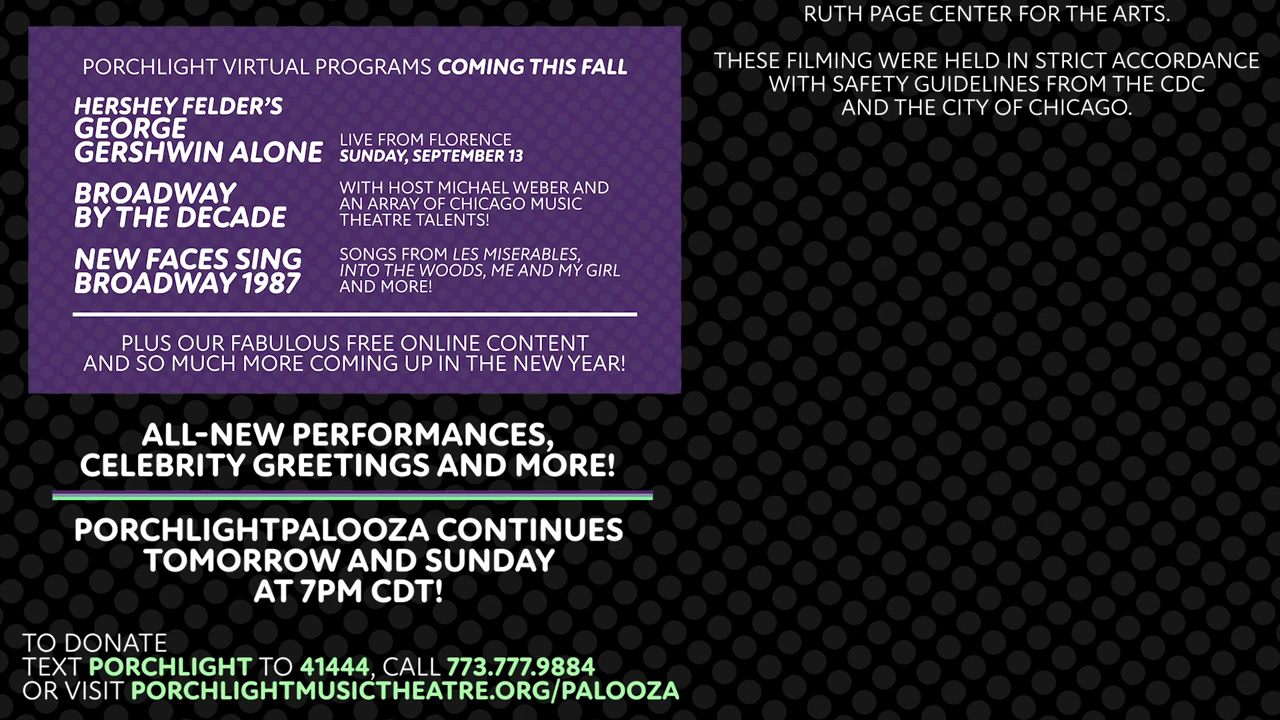 PORCHLIGHT VIRTUAL PROGRAMS COMING THIS FALL
HERSHEY FELDER'S
GEORGE
GERSHWIN ALONE
LIVE FROM FLORENCE
SUNDAY, SEPTEMBER 13
BROADWAY
BY THE DECADE
WITH HOST MICHAEL WEBER AND
AN ARRAY OF CHICAGO MUSIC
THEATRE TALENTS!
NEW FACES SING
BROADWAY 1987
SONGS FROM LES MISERABLES,
INTO THE WOODS, ME AND MY GIRL
AND MORE!
PLUS OUR FABULOUS FREE ONLINE CONTENT
AND SO MUCH MORE COMING UP IN THE NEW YEAR!
ALL-NEW PERFORMANCES,
CELEBRITY GREETINGS AND MORE!
PORCHLIGHTPALOOZA CONTINUES
TOMORROW AND SUNDAY
AT 7PM CDT!
TO DONATE
TEXT PORCHLIGHT TO 41444, CALL 773.777.9884
OR VISIT PORCHLIGHTMUSICTHEATRE.ORG/PALOOZA
RUTH PAGE CENTER FOR THE ARTS.
THESE FILMING WERE HELD IN STRICT ACCORDANCE
WITH SAFETY GUIDELINES FROM THE CDC
AND THE CITY OF CHICAGO.